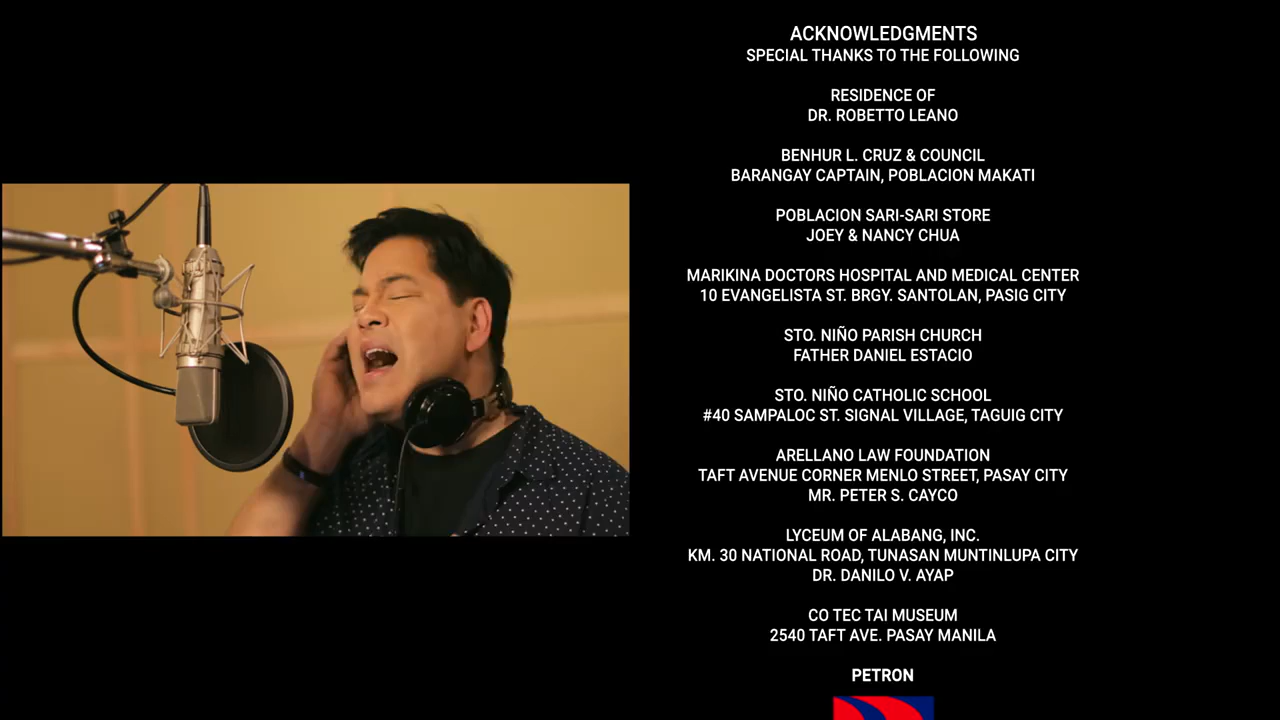 ACKNOWLEDGMENTS
SPECIAL THANKS TO THE FOLLOWING
RESIDENCE OF
DR. ROBETTO LEANO
BENHUR L. CRUZ & COUNCIL
BARANGAY CAPTAIN, POBLACION MAKATI
POBLACION SARI-SARI STORE
JOEY & NANCY CHUA
MARIKINA DOCTORS HOSPITAL AND MEDICAL CENTER
10 EVANGELISTA ST. BRGY. SANTOLAN, PASIG CITY
STO. NIÑO PARISH CHURCH
FATHER DANIEL ESTACIO
STO. NIÑO CATHOLIC SCHOOL
#40 SAMPALOC ST. SIGNAL VILLAGE, TAGUIG CITY
ARELLANO LAW FOUNDATION
TAFT AVENUE CORNER MENLO STREET, PASAY CITY
MR. PETER S. CAYCO
LYCEUM OF ALABANG, INC.
KM. 30 NATIONAL ROAD, TUNASAN MUNTINLUPA CITY
DR. DANILO V. AYAP
CO TEC TAI MUSEUM
2540 TAFT AVE. PASAY MANILA
PETRON